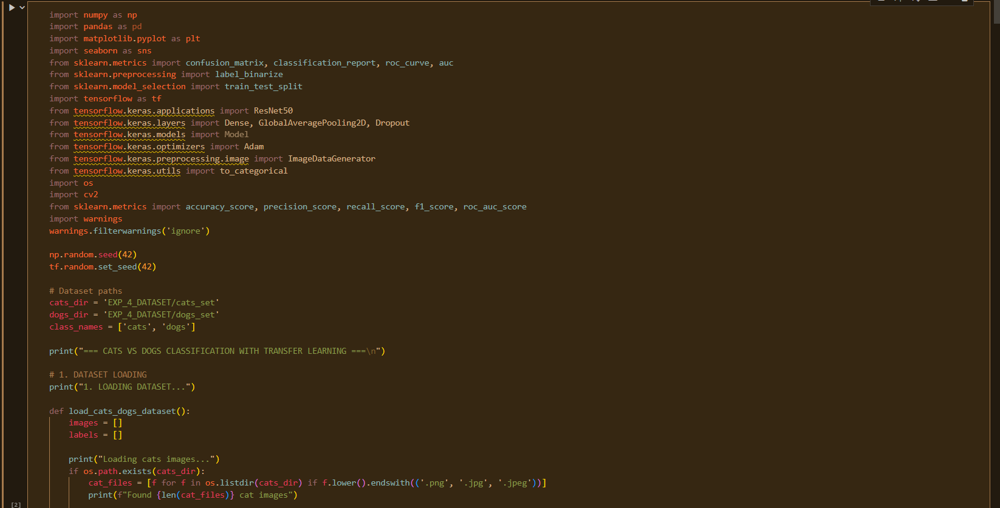 import numpy as np
import pandas as pd
import matplotlib.pyplot as plt
import seaborn as sns
from sklearn.metrics import confusion_matrix, classification_report, roc_curve, auc
from sklearn.preprocessing import label_binarize
from sklearn.model_selection import train_test_split
import tensorflow as tf
from tensorflow.keras.applications import ResNet50
from tensorflow.keras.layers import Dense, GlobalAveragePooling2D, Dropout
from tensorflow.keras.models import Model
from tensorflow.keras.optimizers import Adam
from tensorflow.keras.preprocessing.image import ImageDataGenerator
from tensorflow.keras.utils import to_categorical
import os
import cv2
from sklearn.metrics import accuracy_score, precision_score, recall_score, f1_score, roc_auc_score
import warnings
warnings.filterwarnings('ignore')

np.random.seed(42)
tf.random.set_seed(42)

# Dataset paths
cats_dir = 'EXP_4_DATASET/cats_set'
dogs_dir = 'EXP_4_DATASET/dogs_set'
class_names = ['cats', 'dogs']

print("=== CATS VS DOGS CLASSIFICATION WITH TRANSFER LEARNING ===\n")

# 1. DATASET LOADING
print("1. LOADING DATASET...")

def load_cats_dogs_dataset():
    images = []
    labels = []

    print("Loading cats images...")
    if os.path.exists(cats_dir):
        cat_files = [f for f in os.listdir(cats_dir) if f.lower().endswith(('.png', '.jpg', '.jpeg'))]
        print(f"Found {len(cat_files)} cat images")
[2]